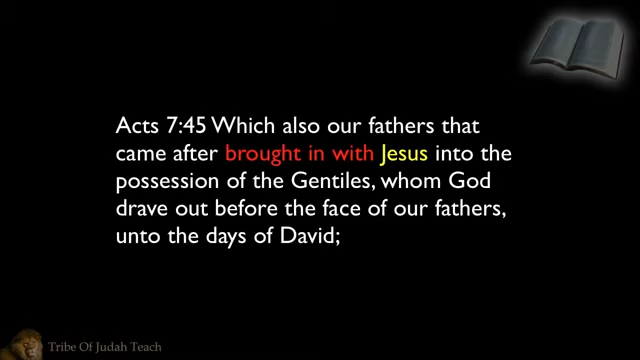 Acts 7:45 Which also our fathers that
came after brought in with Jesus into the
possession of the Gentiles, whom God
drave out before the face of our fathers,
unto the days of David;
Tribe Of Judah Teach